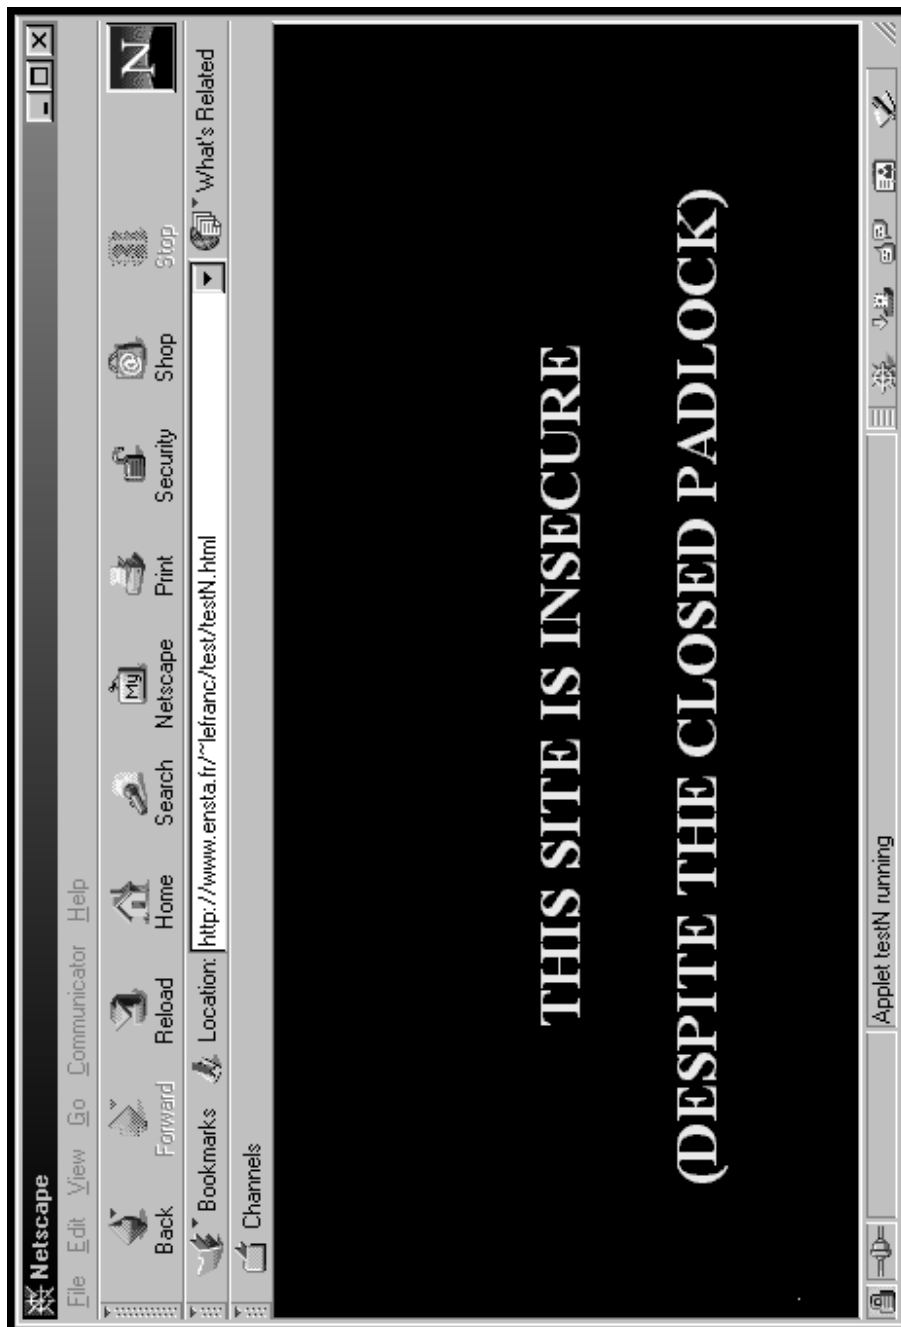 Netscape
File Edit View Go Communicator Help
Back Forward Reload Home Search Netscape Print Security Shop Stop
My
N
Bookmarks Location: http://www.ensta.fr/~lefranc/test/testN.html What's Related
Channels
THIS SITE IS INSECURE
(DESPITE THE CLOSED PADLOCK)
Applet testN running